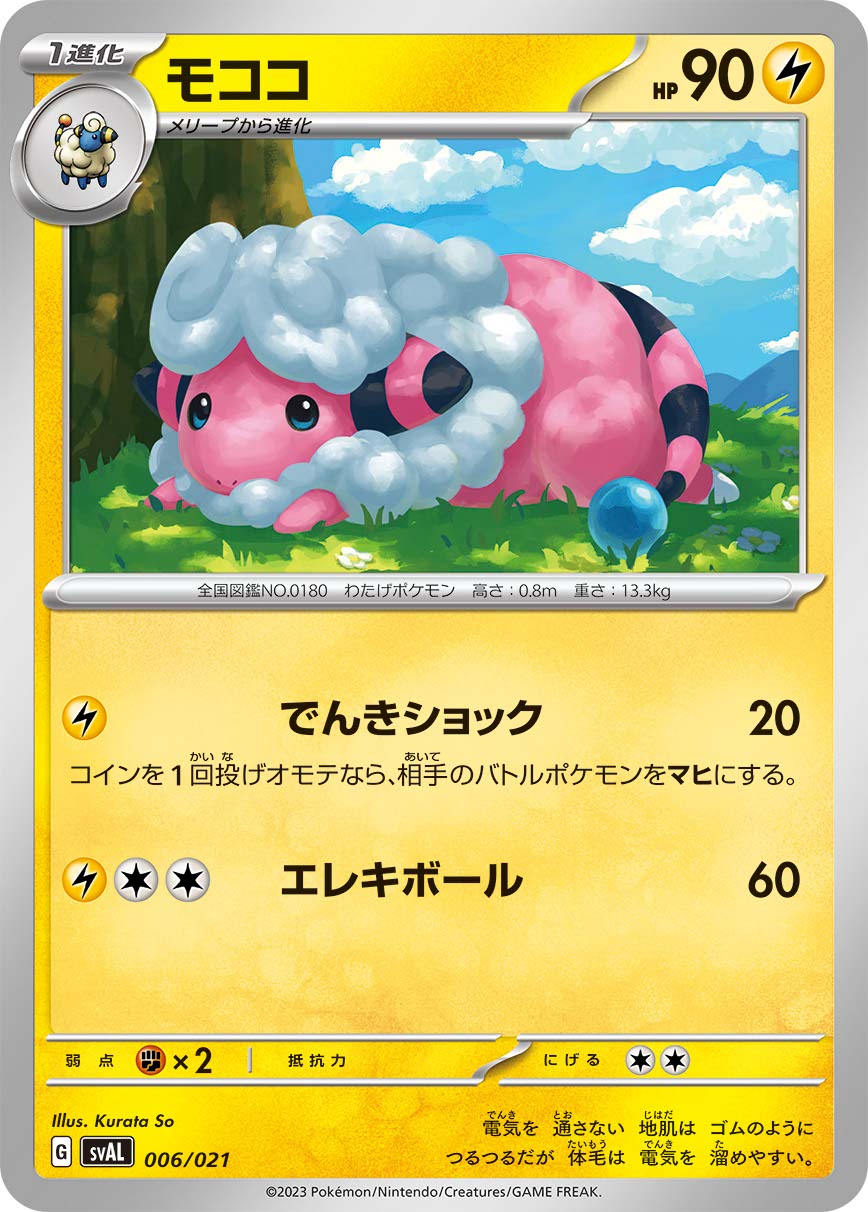 1進化
モココ
HP 90
メリープから進化
全国図鑑NO.0180 わたげポケモン 高さ：0.8m 重さ：13.3kg
でんきショック 20
コインを1回投げオモテなら、相手のバトルポケモンをマヒにする。
エレキボール 60
弱点 ×2 抵抗力 にげる
Illus. Kurata So
G svAL 006/021
電気を 通さない 地肌は ゴムのように
つるつるだが 体毛は 電気を 溜めやすい。
©2023 Pokémon/Nintendo/Creatures/GAME FREAK.